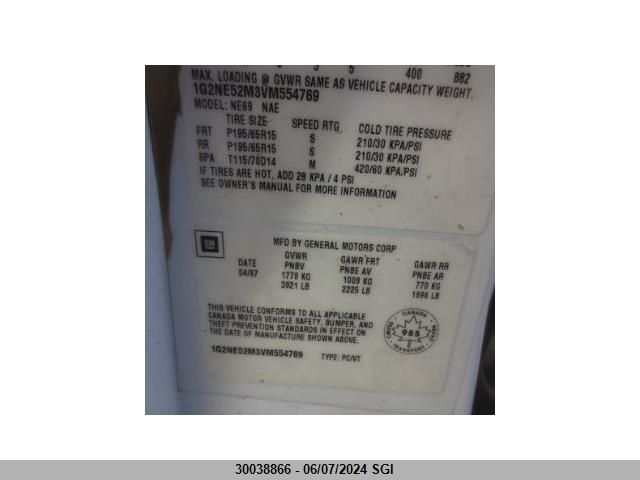 400 882
MAX. LOADING @ GVWR SAME AS VEHICLE CAPACITY WEIGHT.
1G2NE52M3VM554769
MODEL: NE69 NAE
TIRE SIZE SPEED RTG COLD TIRE PRESSURE
FRT P195/65R15 S 210/30 KPA/PSI
RR P195/65R15 S 210/30 KPA/PSI
SPA T115/70D14 M 420/60 KPA/PSI
IF TIRES ARE HOT, ADD 28 KPA / 4 PSI
SEE OWNER'S MANUAL FOR MORE INFORMATION
GM
MFD BY GENERAL MOTORS CORP
GVWR GAWR FRT GAWR RR
DATE PNBV PNBE AV PNBE AR
04/97 1779 KG 1009 KG 770 KG
3921 LB 2225 LB 1696 LB
THIS VEHICLE CONFORMS TO ALL APPLICABLE
CANADA MOTOR VEHICLE SAFETY, BUMPER, AND
THEFT PREVENTION STANDARDS IN EFFECT ON
THE DATE OF MANUFACTURE SHOWN ABOVE.
CANADA
985
TRANSPORT
1G2NE52M3VM554769 TYPE: PC/VT
30038866 - 06/07/2024 SGI